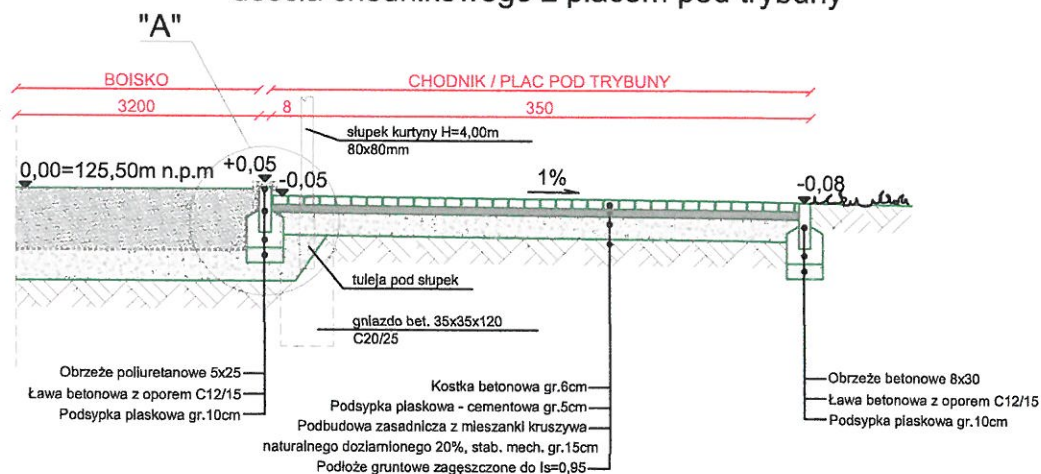 "A"
BOISKO
CHODNIK / PLAC POD TRYBUNY
3200
8
350
słupek kurtyny H=4,00m
80x80mm
0,00=125,50m n.p.m
+0,05
-0,05
1%
-0,08
tuleja pod słupek
gniazdo bet. 35x35x120
C20/25
Obrzeże poliuretanowe 5x25
Ława betonowa z oporem C12/15
Podsypka piaskowa gr.10cm
Kostka betonowa gr.6cm
Podsypka piaskowa - cementowa gr.5cm
Podbudowa zasadnicza z mieszanki kruszywa
naturalnego doziarnionego 20%, stab. mech. gr.15cm
Podłoże gruntowe zagęszczone do Is=0,95
Obrzeże betonowe 8x30
Ława betonowa z oporem C12/15
Podsypka piaskowa gr.10cm